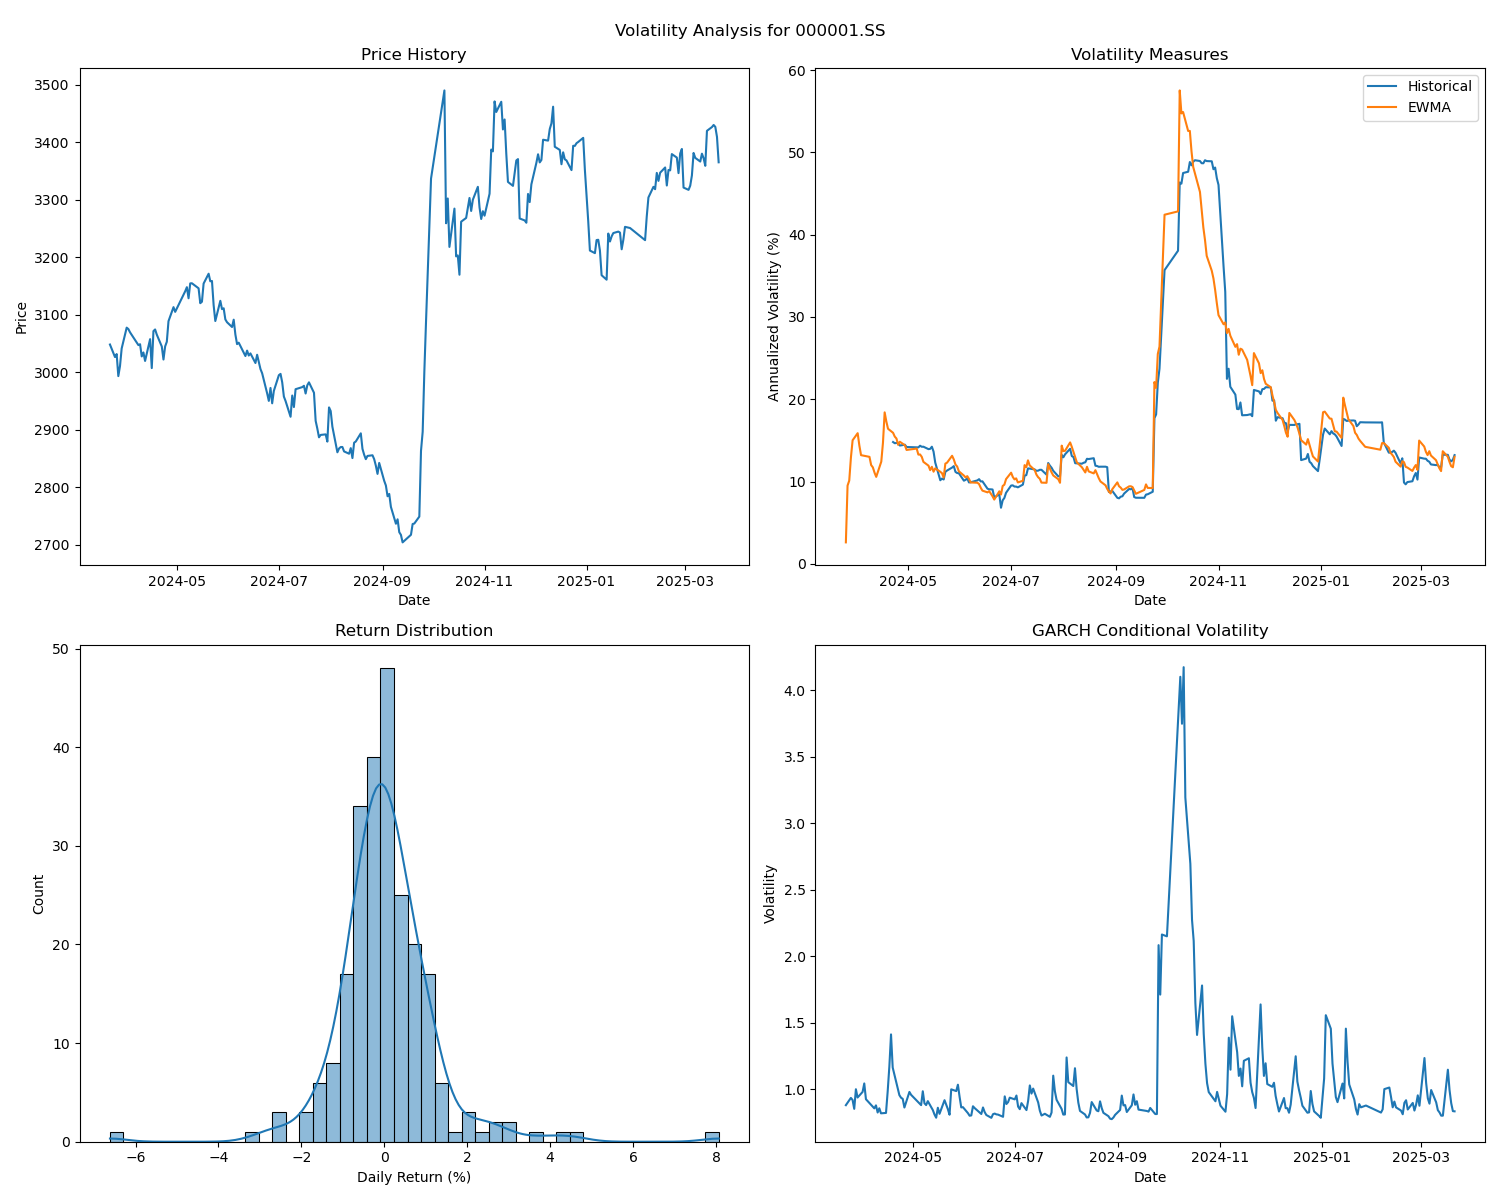 Volatility Analysis for 000001.SS
Price History
Price
3500
3400
3300
3200
3100
3000
2900
2800
2700
2024-05 2024-07 2024-09 2024-11 2025-01 2025-03
Date
Volatility Measures
Historical
EWMA
Annualized Volatility (%)
60
50
40
30
20
10
0
2024-05 2024-07 2024-09 2024-11 2025-01 2025-03
Date
Return Distribution
Count
50
40
30
20
10
0
−6 −4 −2 0 2 4 6 8
Daily Return (%)
GARCH Conditional Volatility
Volatility
4.0
3.5
3.0
2.5
2.0
1.5
1.0
2024-05 2024-07 2024-09 2024-11 2025-01 2025-03
Date